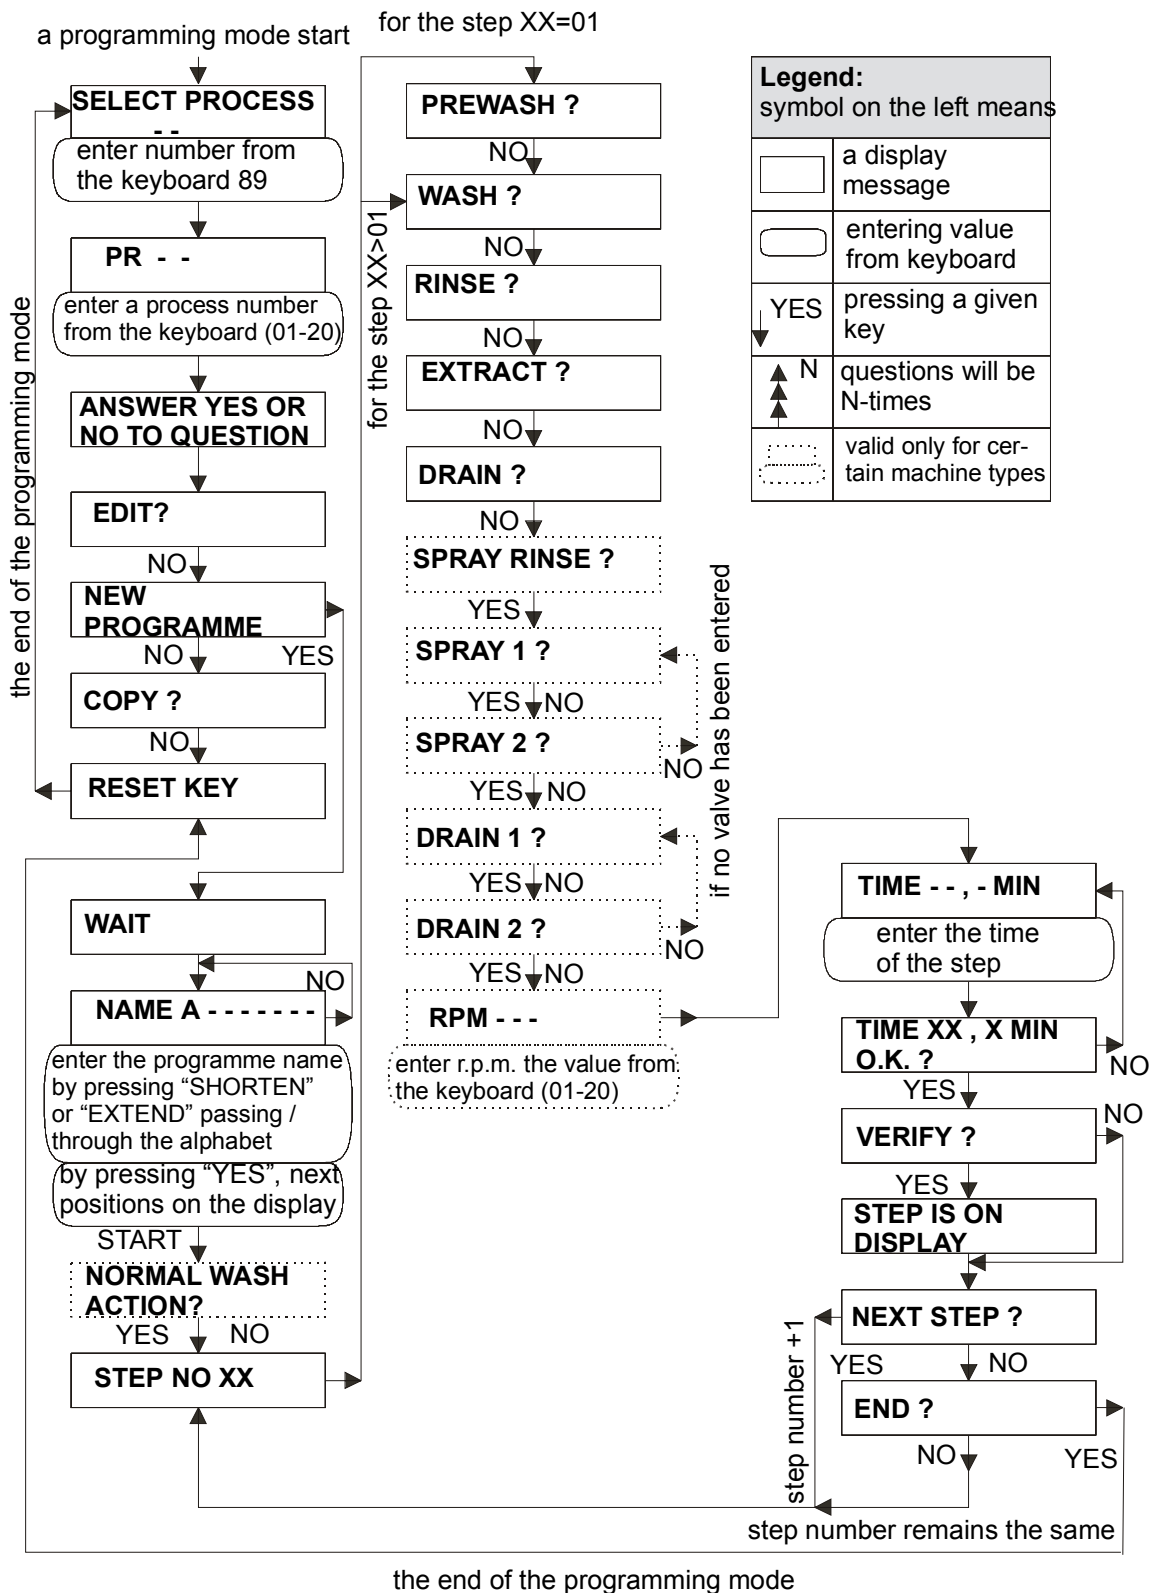 a programming mode start
SELECT PROCESS
- -
enter number from
the keyboard 89
PR - -
enter a process number
from the keyboard (01-20)
ANSWER YES OR
NO TO QUESTION
EDIT?
NO
NEW
PROGRAMME
NO
YES
COPY ?
NO
RESET KEY
the end of the programming mode
WAIT
NO
NAME A - - - - - - -
enter the programme name
by pressing “SHORTEN”
or “EXTEND” passing /
through the alphabet
by pressing “YES”, next
positions on the display
START
NORMAL WASH
ACTION?
YES NO
STEP NO XX
for the step XX=01
for the step XX>01
PREWASH ?
NO
WASH ?
NO
RINSE ?
NO
EXTRACT ?
NO
DRAIN ?
NO
SPRAY RINSE ?
YES
SPRAY 1 ?
YES NO
SPRAY 2 ?
NO
YES NO
DRAIN 1 ?
YES NO
DRAIN 2 ?
NO
YES NO
if no valve has been entered
RPM - - -
enter r.p.m. the value from
the keyboard (01-20)
Legend:
symbol on the left means
a display
message
entering value
from keyboard
YES
pressing a given
key
N
questions will be
N-times
valid only for cer-
tain machine types
TIME - - , - MIN
enter the time
of the step
TIME XX , X MIN
O.K. ?
NO
YES
VERIFY ?
NO
YES
STEP IS ON
DISPLAY
NEXT STEP ?
YES
NO
step number +1
END ?
NO
YES
step number remains the same
the end of the programming mode